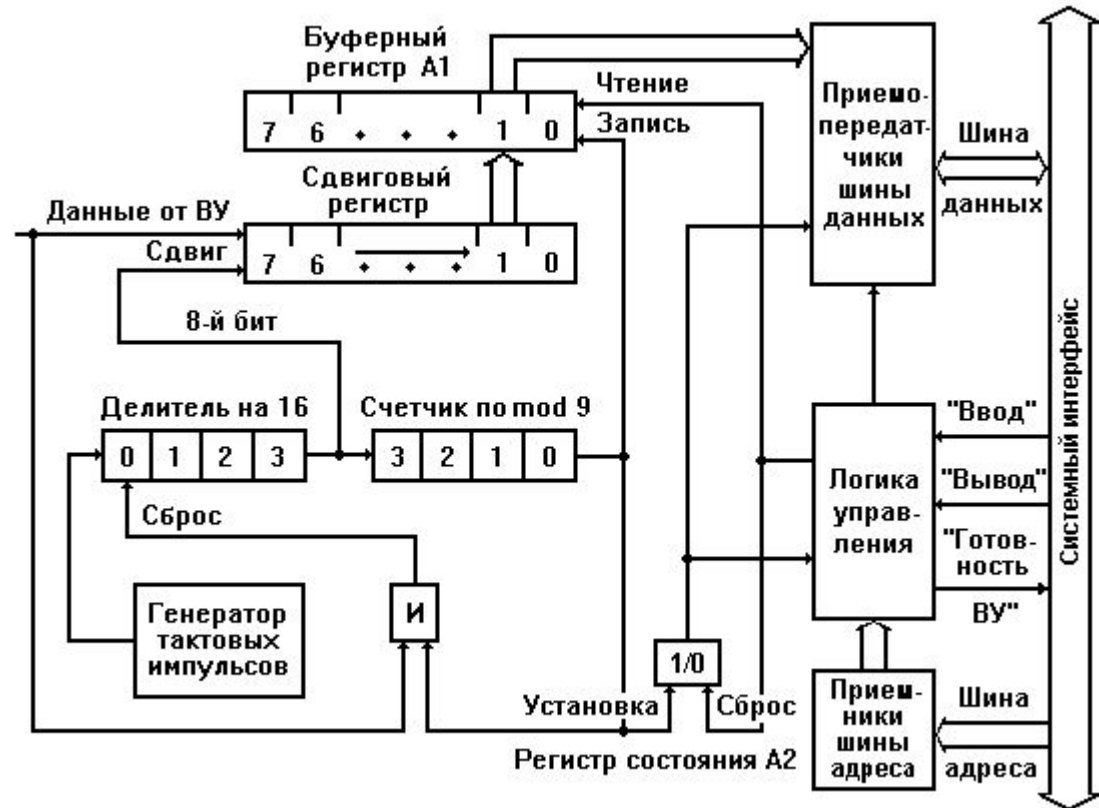 Буферный
регистр А1
7 6 . . . 1 0
Чтение
Запись
Приемо-
передат-
чики
шины
данных
Шина
данных
Сдвиговый
регистр
Данные от ВУ
Сдвиг
7 6 . . . 1 0
8-й бит
Делитель на 16
0 1 2 3
Счетчик по mod 9
3 2 1 0
Сброс
Генератор
тактовых
импульсов
И
1/0
Установка
Сброс
Регистр состояния А2
Логика
управ-
ления
"Ввод"
"Вывод"
"Готов-
ность
ВУ"
Прием-
ники
шины
адреса
Шина
адреса
Системный интерфейс